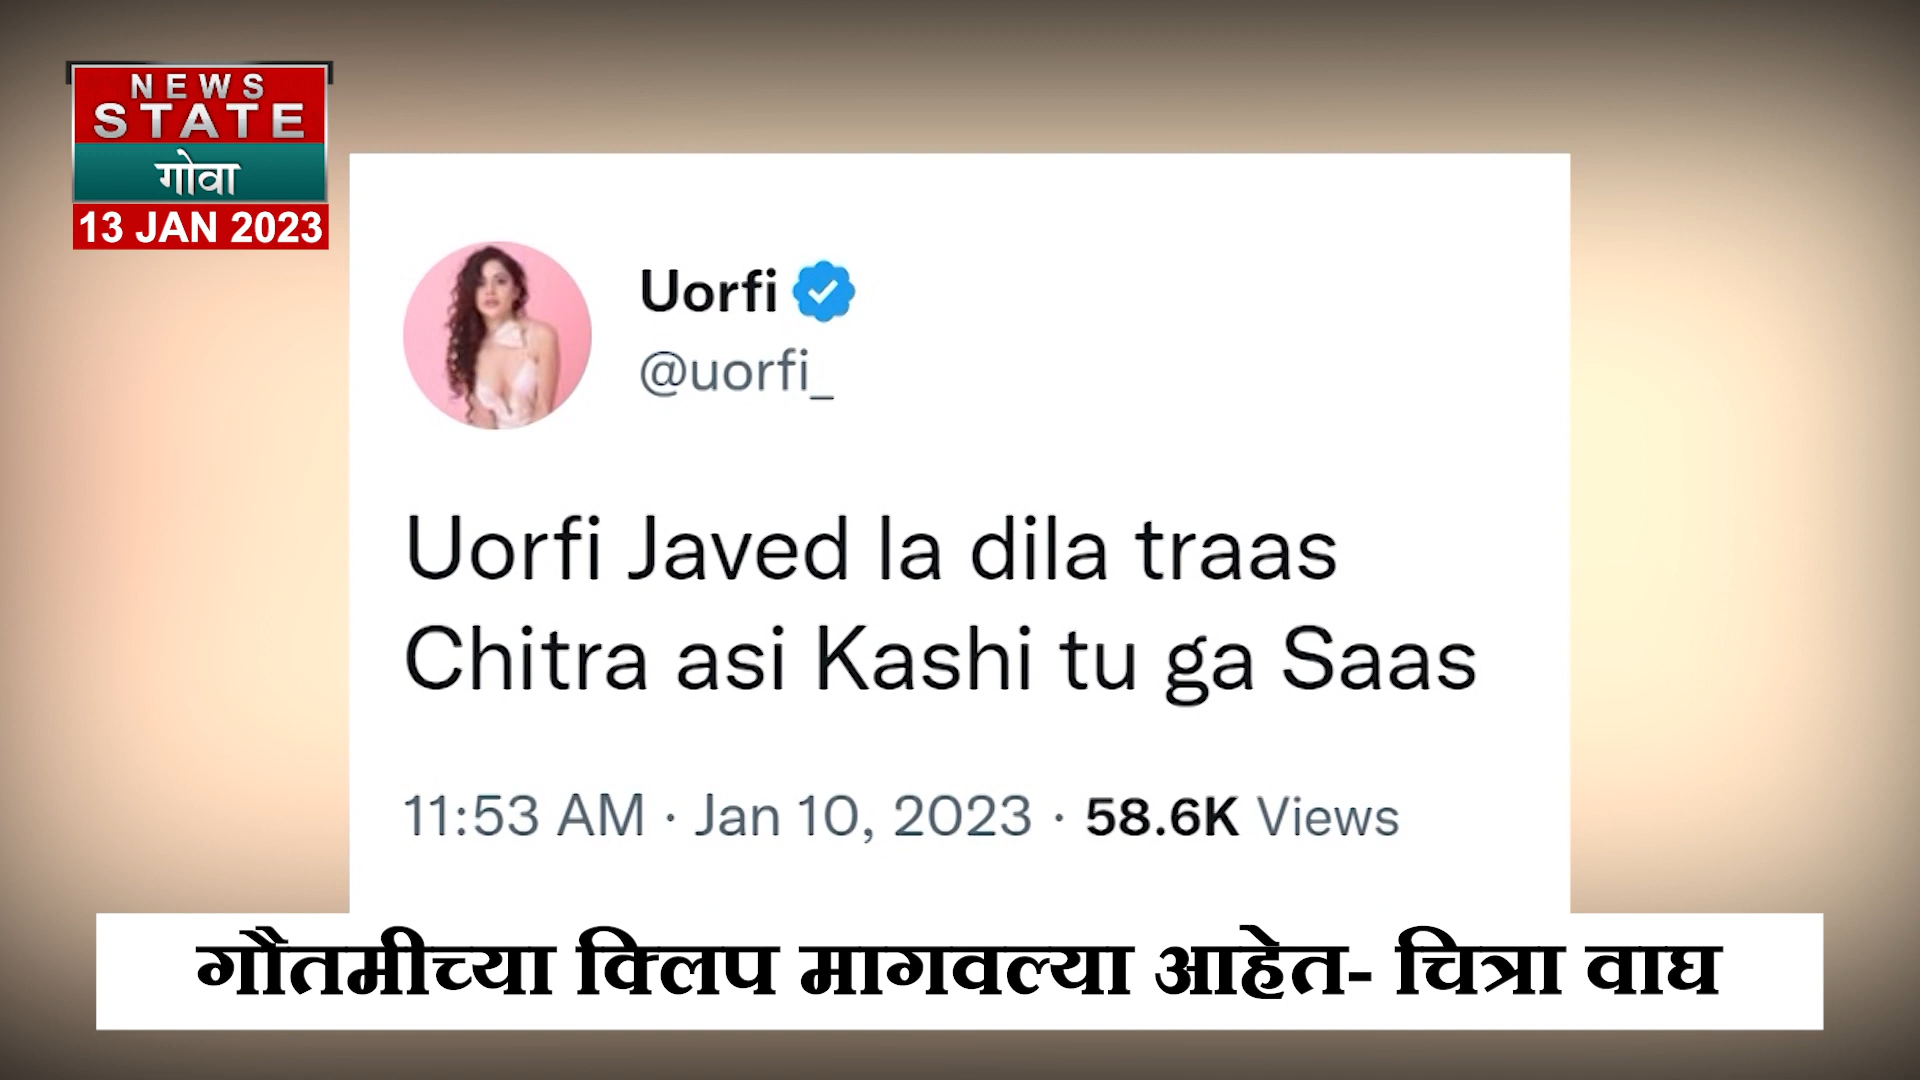 NEWS
STATE
गोवा
13 JAN 2023
Uorfi
@uorfi_
Uorfi Javed la dila traas
Chitra asi Kashi tu ga Saas
11:53 AM · Jan 10, 2023 · 58.6K Views
गौतमीच्या क्लिप मागवल्या आहेत- चित्रा वाघ